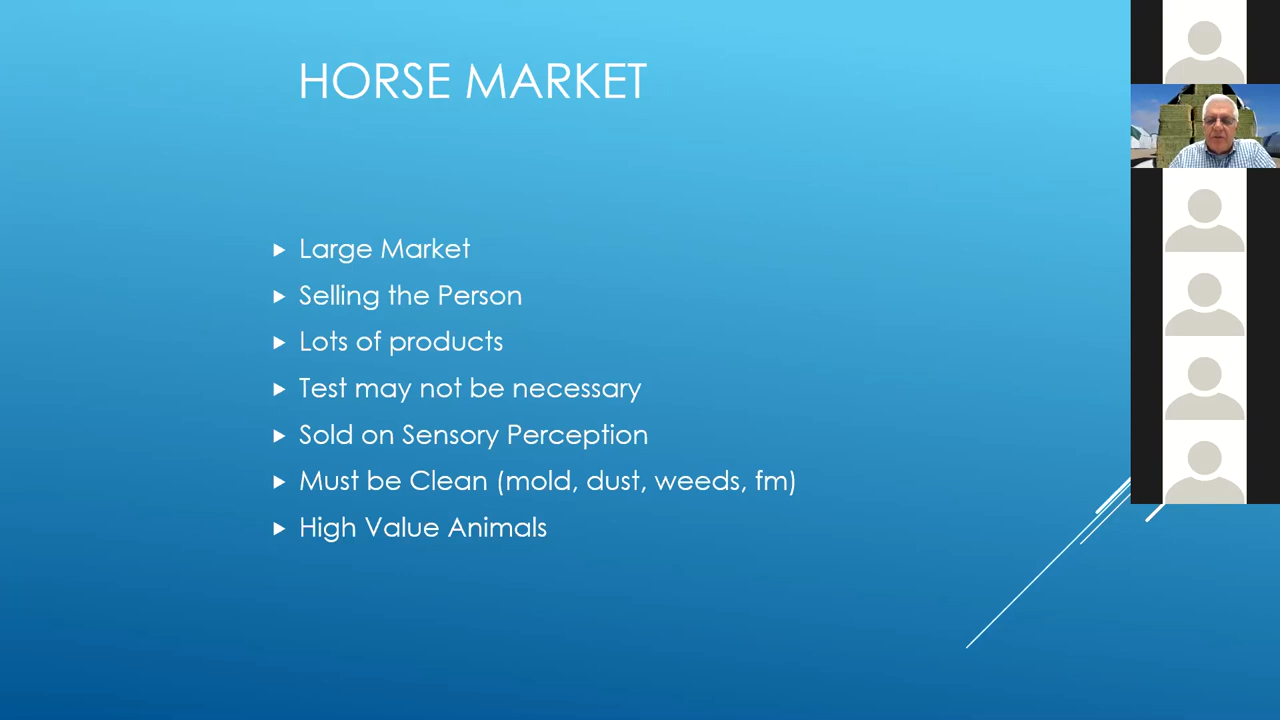 HORSE MARKET
Large Market
Selling the Person
Lots of products
Test may not be necessary
Sold on Sensory Perception
Must be Clean (mold, dust, weeds, fm)
High Value Animals